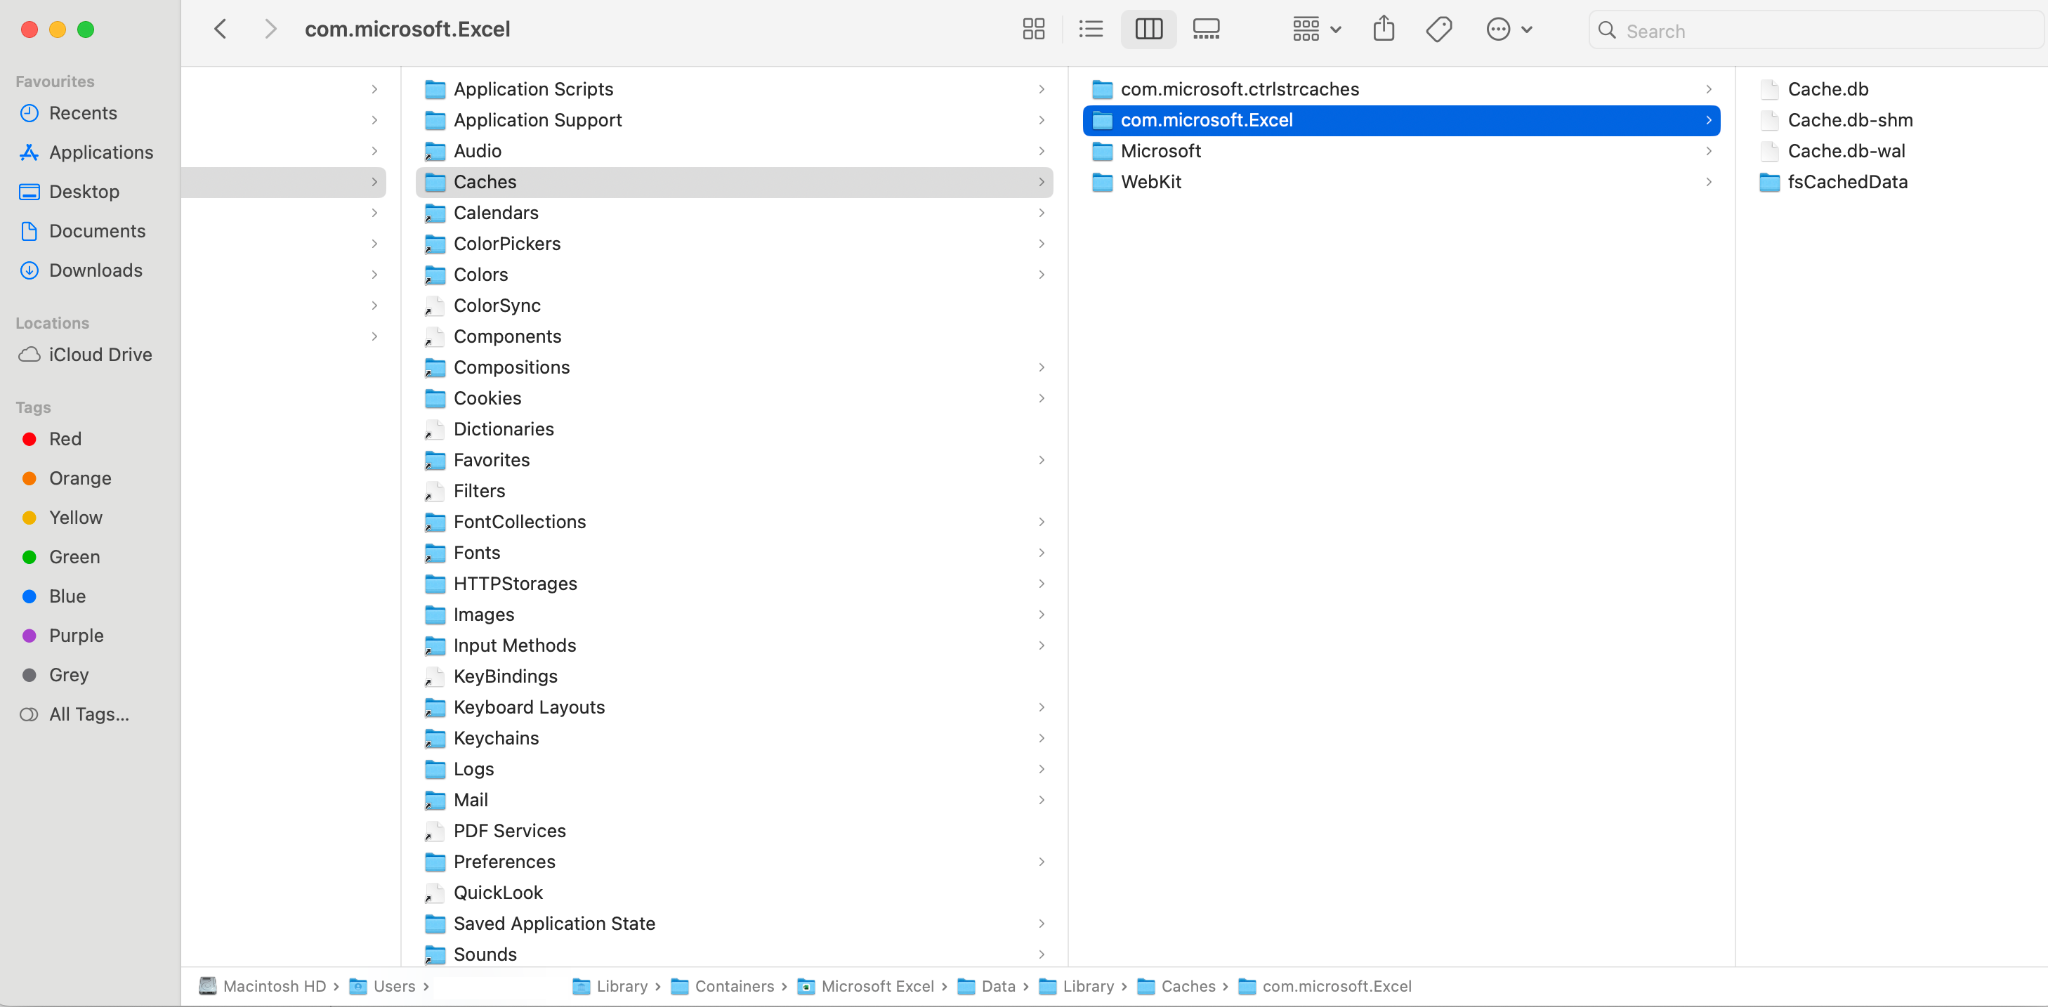 com.microsoft.Excel
Search
Favourites
Recents
Applications
Desktop
Documents
Downloads
Locations
iCloud Drive
Tags
Red
Orange
Yellow
Green
Blue
Purple
Grey
All Tags...
Application Scripts
Application Support
Audio
Caches
Calendars
ColorPickers
Colors
ColorSync
Components
Compositions
Cookies
Dictionaries
Favorites
Filters
FontCollections
Fonts
HTTPStorages
Images
Input Methods
KeyBindings
Keyboard Layouts
Keychains
Logs
Mail
PDF Services
Preferences
QuickLook
Saved Application State
Sounds
com.microsoft.ctrlstrcaches
com.microsoft.Excel
Microsoft
WebKit
Cache.db
Cache.db-shm
Cache.db-wal
fsCachedData
Macintosh HD › Users › Library › Containers › Microsoft Excel › Data › Library › Caches › com.microsoft.Excel